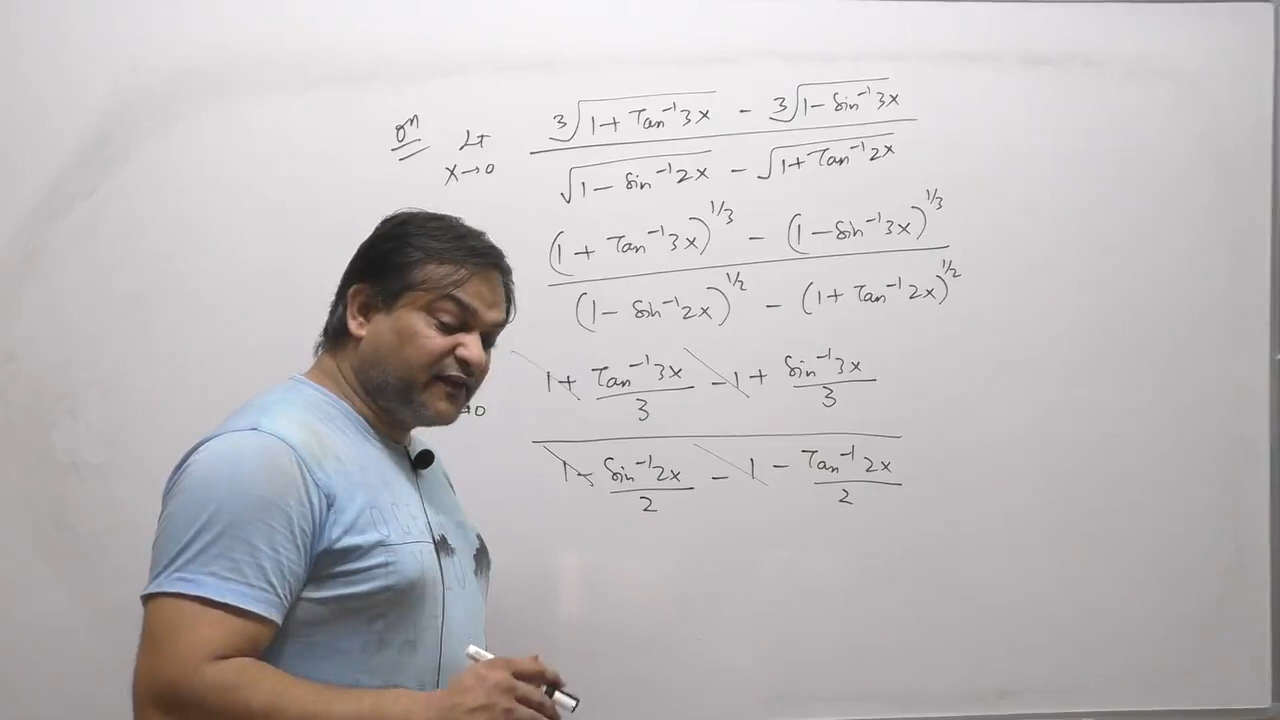 Qn Lt x→0 (∛(1 + Tan⁻¹3x) - ∛(1 - Sin⁻¹3x)) / (√(1 - Sin⁻¹2x) - √(1 + Tan⁻¹2x))
((1 + Tan⁻¹3x)^1/3 - (1 - Sin⁻¹3x)^1/3) / ((1 - Sin⁻¹2x)^1/2 - (1 + Tan⁻¹2x)^1/2)
→0 (1 + Tan⁻¹3x/3 - 1 + Sin⁻¹3x/3) / (1 - Sin⁻¹2x/2 - 1 - Tan⁻¹2x/2)